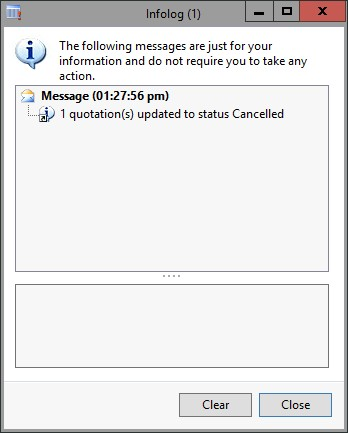 Infolog (1)
The following messages are just for your
information and do not require you to take any
action.
Message (01:27:56 pm)
1 quotation(s) updated to status Cancelled
Clear
Close